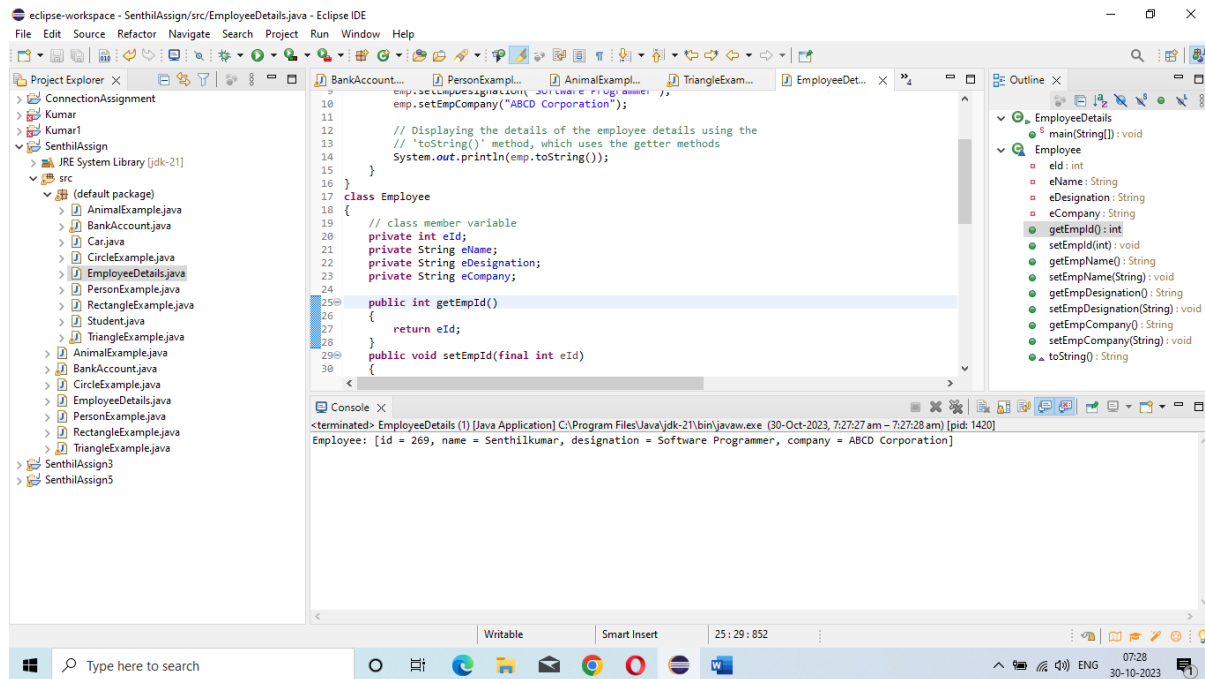 eclipse-workspace - SenthilAssign/src/EmployeeDetails.java - Eclipse IDE
File Edit Source Refactor Navigate Search Project Run Window Help
Project Explorer
ConnectionAssignment
Kumar
Kumar1
SenthilAssign
JRE System Library [jdk-21]
src
(default package)
AnimalExample.java
BankAccount.java
Car.java
CircleExample.java
EmployeeDetails.java
PersonExample.java
RectangleExample.java
Student.java
TriangleExample.java
AnimalExample.java
BankAccount.java
CircleExample.java
EmployeeDetails.java
PersonExample.java
RectangleExample.java
TriangleExample.java
SenthilAssign3
SenthilAssign5
BankAccount.... PersonExampl... AnimalExampl... TriangleExam... EmployeeDet... »4
9 emp.setEmpDesignation("Software Programmer");
10 emp.setEmpCompany("ABCD Corporation");
11
12 // Displaying the details of the employee details using the
13 // 'toString()' method, which uses the getter methods
14 System.out.println(emp.toString());
15 }
16 }
17 class Employee
18 {
19 // class member variable
20 private int eId;
21 private String eName;
22 private String eDesignation;
23 private String eCompany;
24
25 public int getEmpId()
26 {
27 return eId;
28 }
29 public void setEmpId(final int eId)
30 {
Outline
EmployeeDetails
main(String[]) : void
Employee
eId : int
eName : String
eDesignation : String
eCompany : String
getEmpId() : int
setEmpId(int) : void
getEmpName() : String
setEmpName(String) : void
getEmpDesignation() : String
setEmpDesignation(String) : void
getEmpCompany() : String
setEmpCompany(String) : void
toString() : String
Console
<terminated> EmployeeDetails (1) [Java Application] C:\Program Files\Java\jdk-21\bin\javaw.exe (30-Oct-2023, 7:27:27 am – 7:27:28 am) [pid: 1420]
Employee: [id = 269, name = Senthilkumar, designation = Software Programmer, company = ABCD Corporation]
Writable Smart Insert 25 : 29 : 852
Type here to search
ENG 07:28
30-10-2023
1